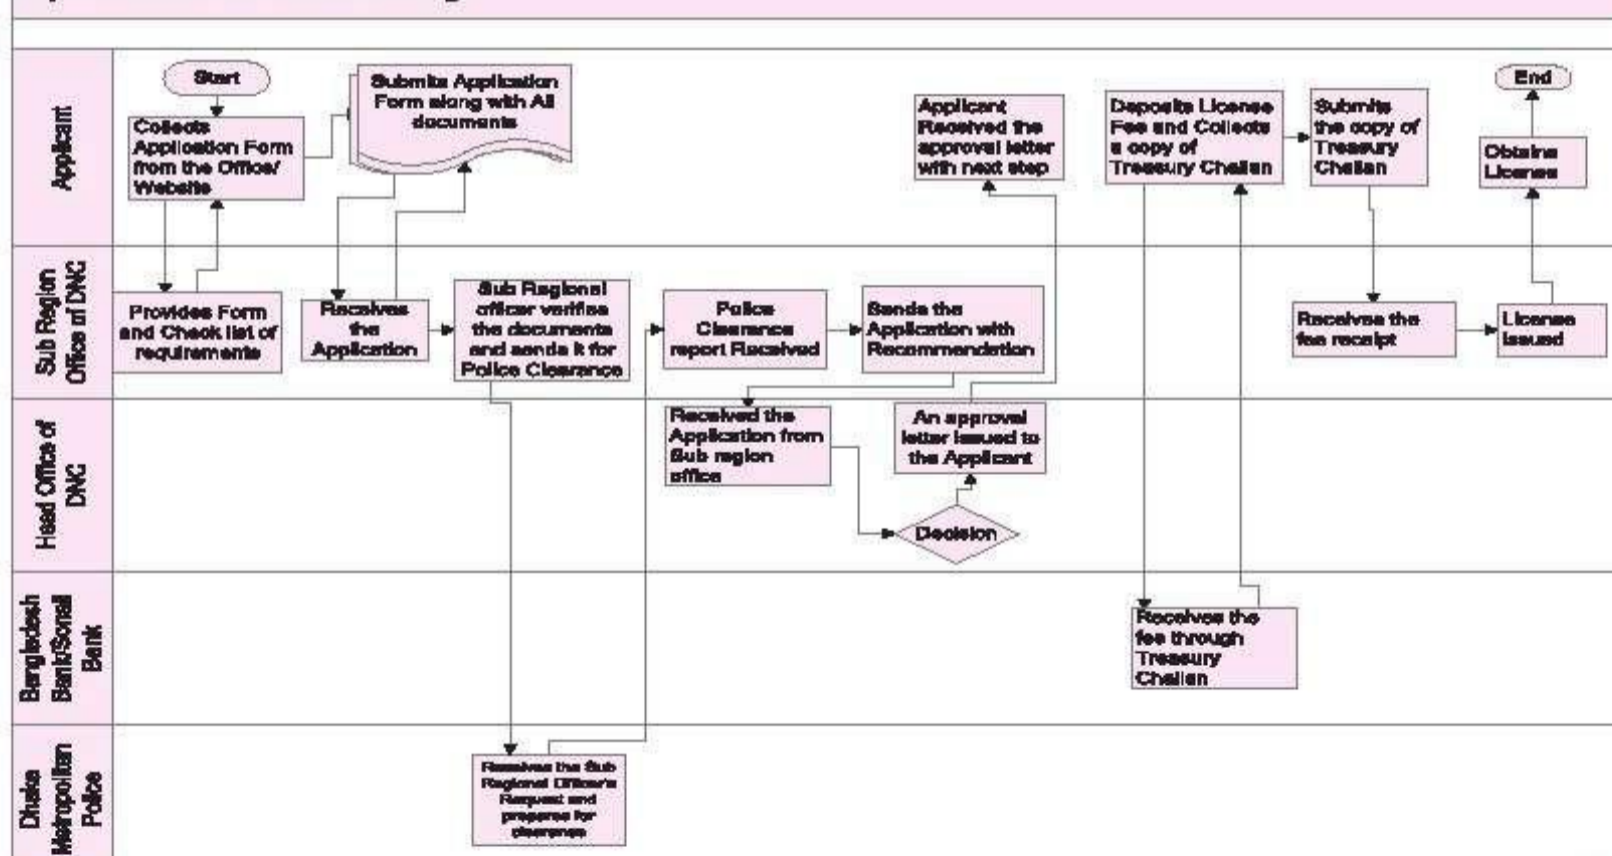 Start
Submits Application
Form along with All
documents
End
Applicant
Collects
Application Form
from the Office/
Website
Applicant
Received the
approval letter
with next step
Deposits License
Fee and Collects
a copy of
Treasury Challan
Submits
the copy of
Treasury
Challan
Obtains
License
Sub Region
Office of DNC
Provides Form
and Check list of
requirements
Receives
the
Application
Sub Regional
officer verifies
the documents
and sends it for
Police Clearance
Police
Clearance
report Received
Sends the
Application with
Recommendation
Receives the
fee receipt
License
issued
Head Office of
DNC
Received the
Application from
Sub region
office
An approval
letter issued to
the Applicant
Decision
Bangladesh
Bank/Sonali
Bank
Receives the
fee through
Treasury
Challan
Dhaka
Metropolitan
Police
Receives the Sub
Regional Officer's
Request and
prepares for
clearance